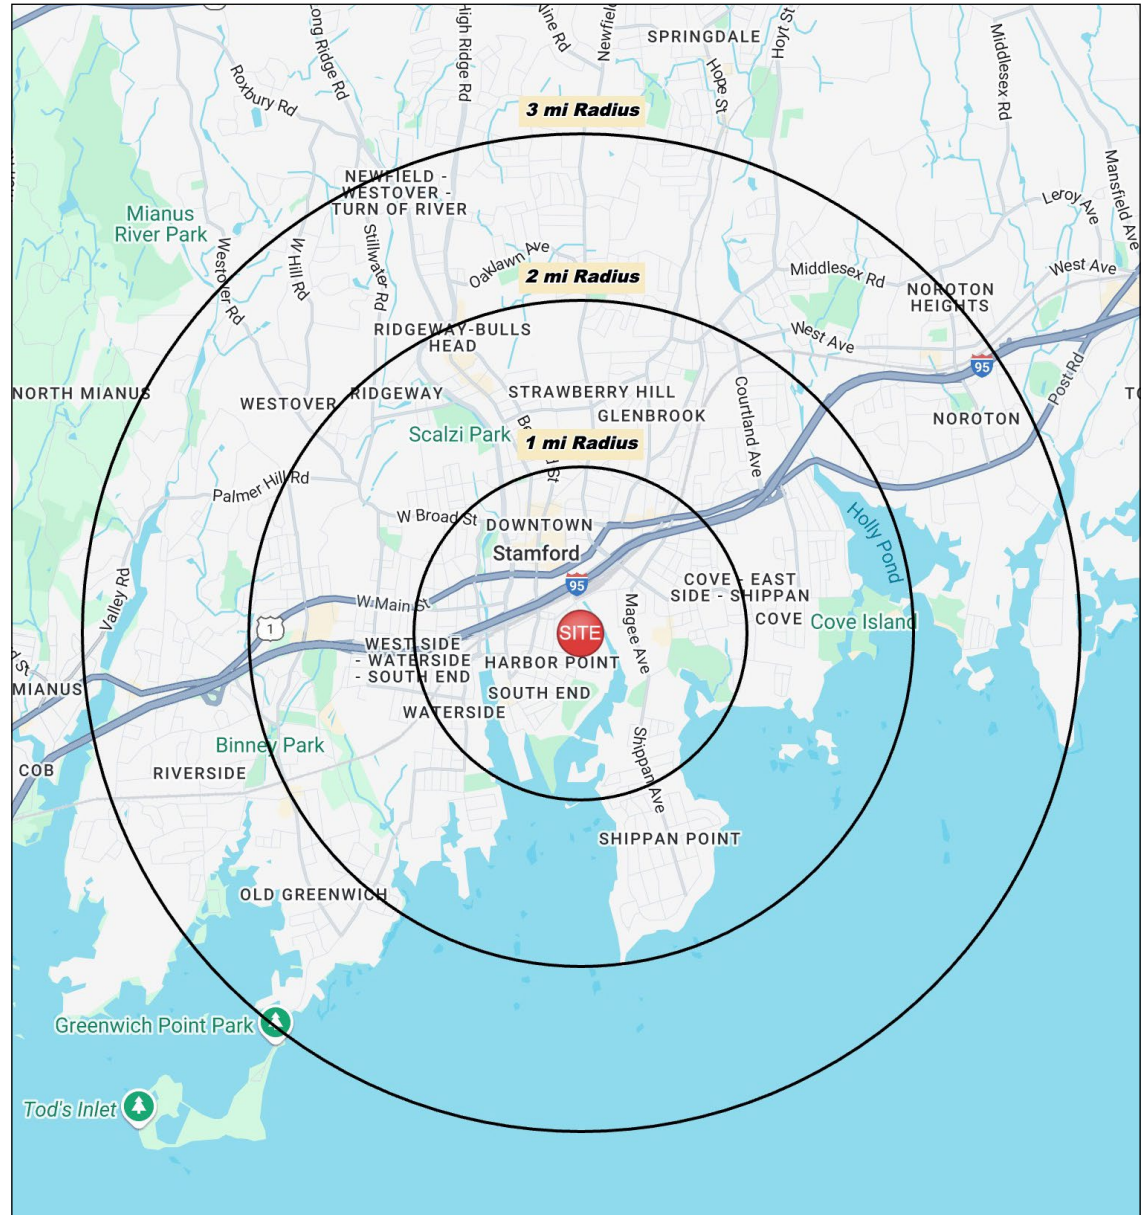 Long Ridge Rd
High Ridge Rd
Vine Rd
Newfiel
SPRINGDALE
Hoyt St
Hope St
Middlesex Rd
Roxbury Rd
3 mi Radius
Mansfield Ave
NEWFIELD -
WESTOVER -
TURN OF RIVER
Leroy Ave
Mianus
River Park
Westover Rd
W Hill Rd
Stillwater Rd
Oaklawn Ave
2 mi Radius
Middlesex Rd
West Ave
NOROTON
HEIGHTS
RIDGEWAY-BULLS
HEAD
West Ave
95
Post Rd
NORTH MIANUS
WESTOVER
RIDGEWAY
STRAWBERRY HILL
GLENBROOK
Courtland Ave
NOROTON
TO
Scalzi Park
1 mi Radius
Palmer Hill Rd
W Broad St
DOWNTOWN
Stamford
Holly Pond
95
COVE - EAST
SIDE - SHIPPAN
COVE
Cove Island
Valley Rd
W Main St
Magee Ave
1
SITE
WEST SIDE
- WATERSIDE
- SOUTH END
HARBOR POINT
d St
MIANUS
SOUTH END
WATERSIDE
Binney Park
Shippan Ave
COB
RIVERSIDE
SHIPPAN POINT
OLD GREENWICH
Greenwich Point Park
Tod's Inlet